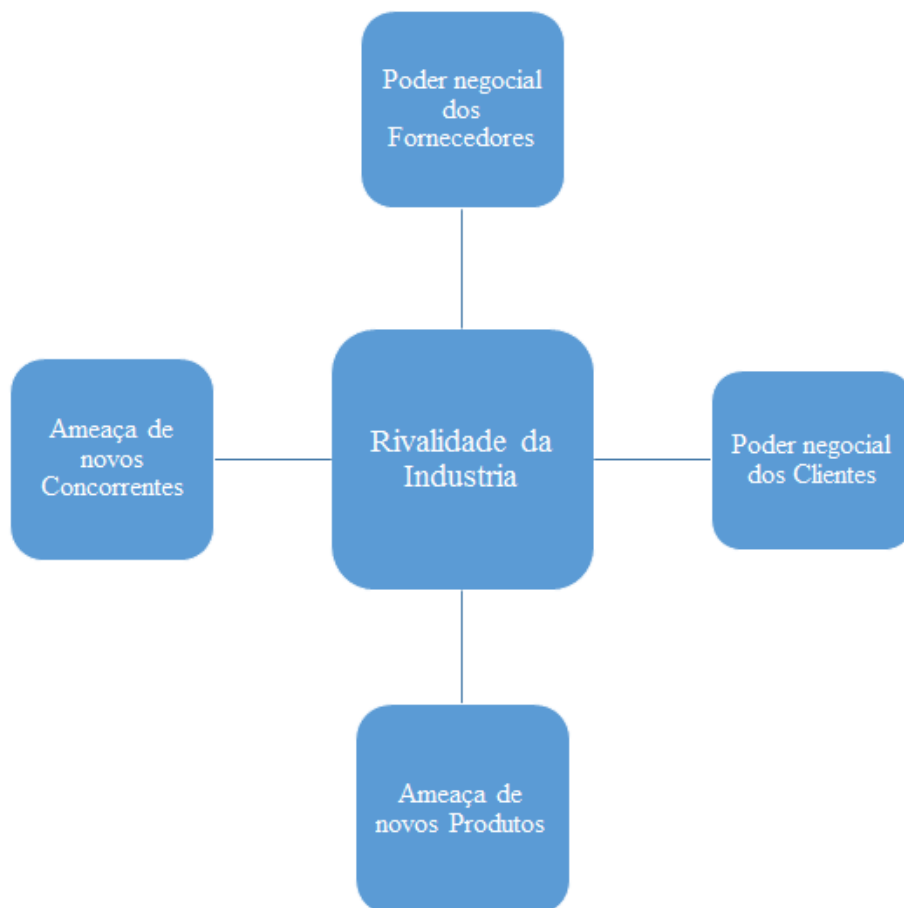 Poder negocial
dos
Fornecedores
Ameaça de
novos
Concorrentes
Rivalidade da
Industria
Poder negocial
dos Clientes
Ameaça de
novos Produtos